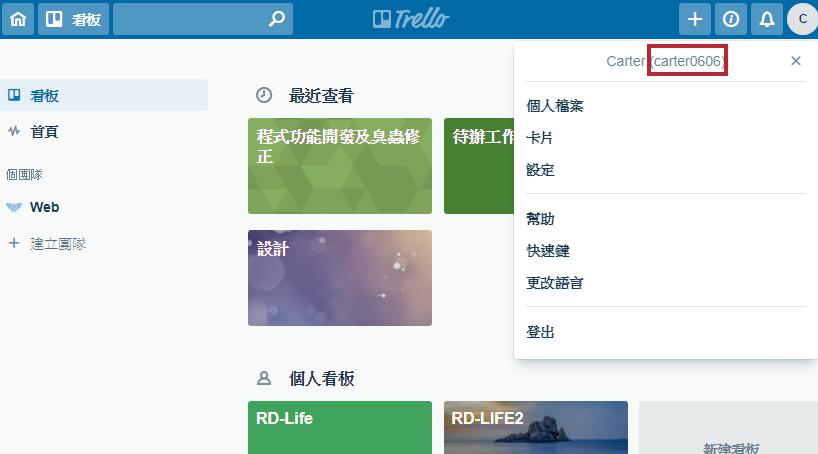 看板
Trello
C
Carter (carter0606)
個人檔案
卡片
設定
幫助
快速鍵
更改語言
登出
看板
首頁
個團隊
Web
建立團隊
最近查看
程式功能開發及臭蟲修
正
待辦工作
設計
個人看板
RD-Life
RD-LIFE2
新建看板